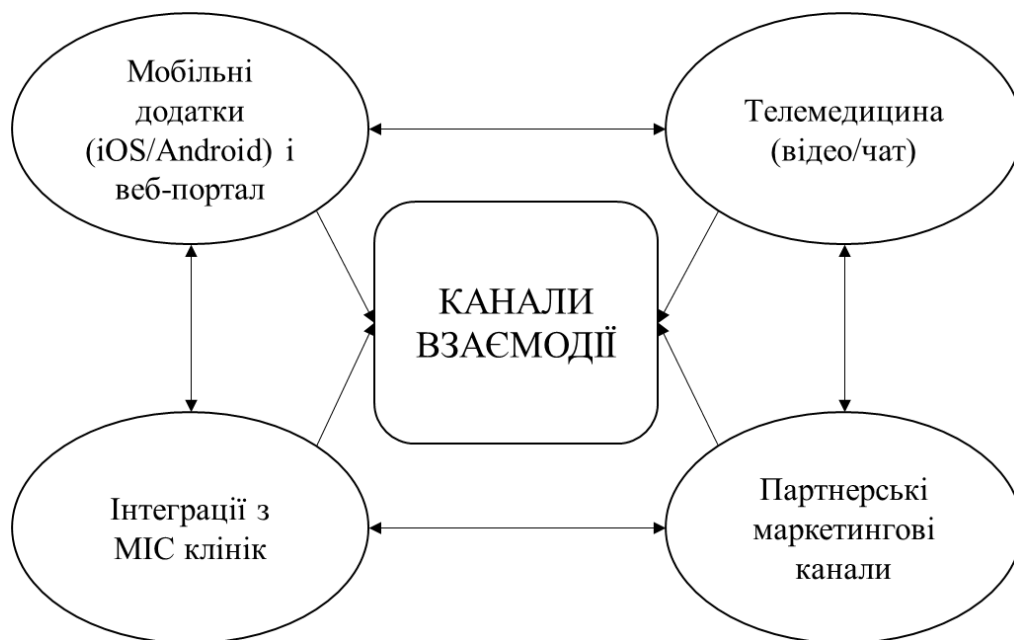 Мобільні
додатки
(iOS/Android) і
веб-портал
Телемедицина
(відео/чат)
КАНАЛИ
ВЗАЄМОДІЇ
Інтеграції з
МІС клінік
Партнерські
маркетингові
канали